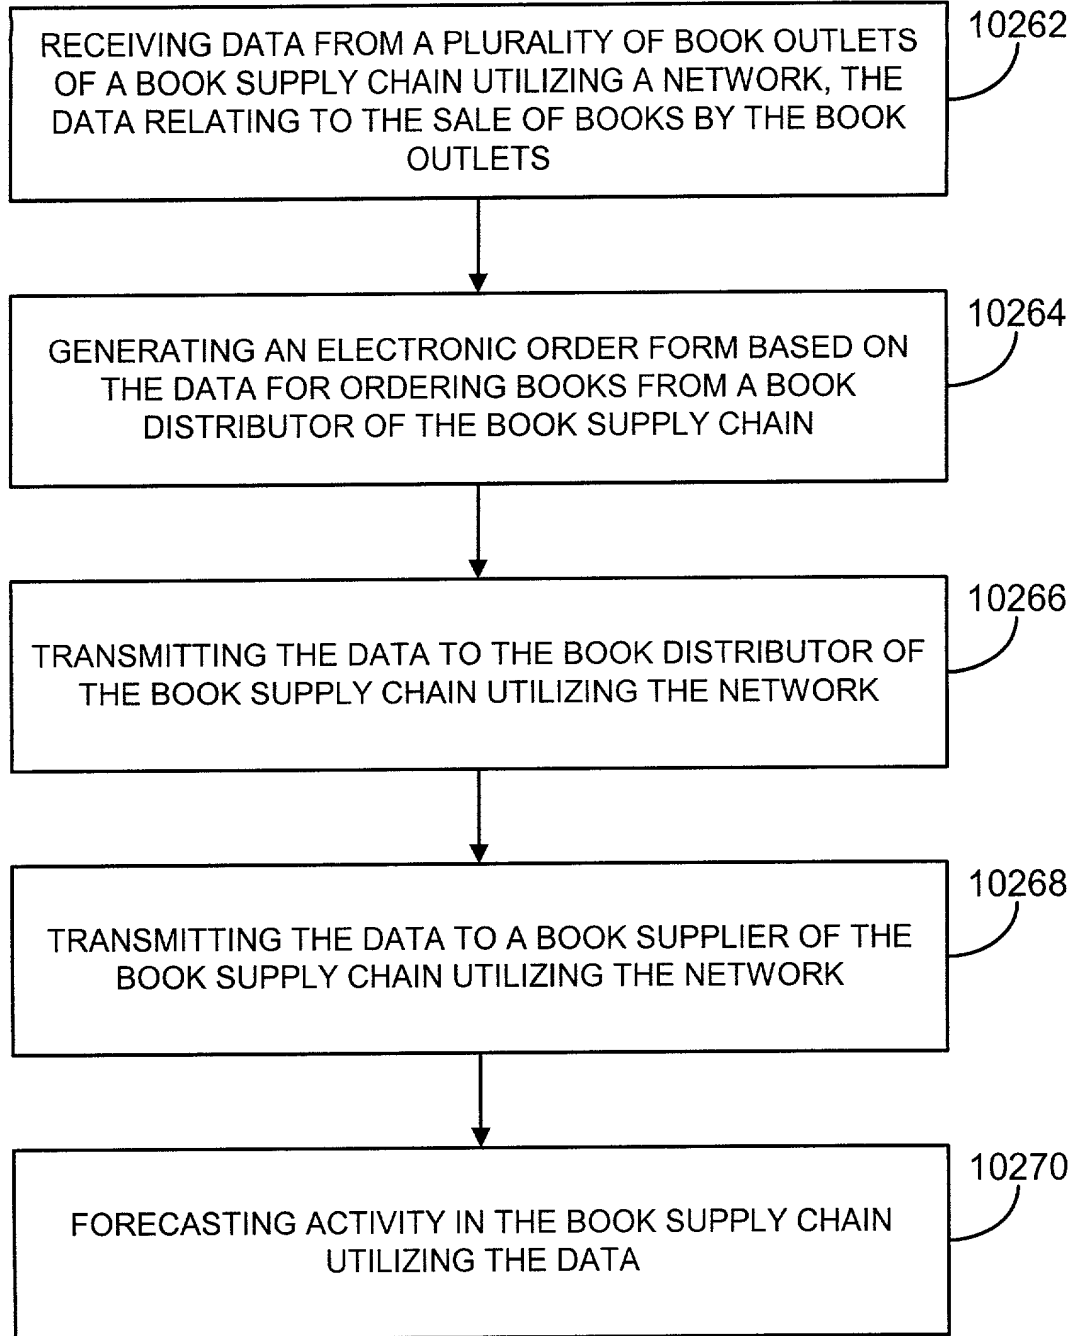 RECEIVING DATA FROM A PLURALITY OF BOOK OUTLETS
OF A BOOK SUPPLY CHAIN UTILIZING A NETWORK, THE
DATA RELATING TO THE SALE OF BOOKS BY THE BOOK
OUTLETS
10262
GENERATING AN ELECTRONIC ORDER FORM BASED ON
THE DATA FOR ORDERING BOOKS FROM A BOOK
DISTRIBUTOR OF THE BOOK SUPPLY CHAIN
10264
TRANSMITTING THE DATA TO THE BOOK DISTRIBUTOR OF
THE BOOK SUPPLY CHAIN UTILIZING THE NETWORK
10266
TRANSMITTING THE DATA TO A BOOK SUPPLIER OF THE
BOOK SUPPLY CHAIN UTILIZING THE NETWORK
10268
FORECASTING ACTIVITY IN THE BOOK SUPPLY CHAIN
UTILIZING THE DATA
10270